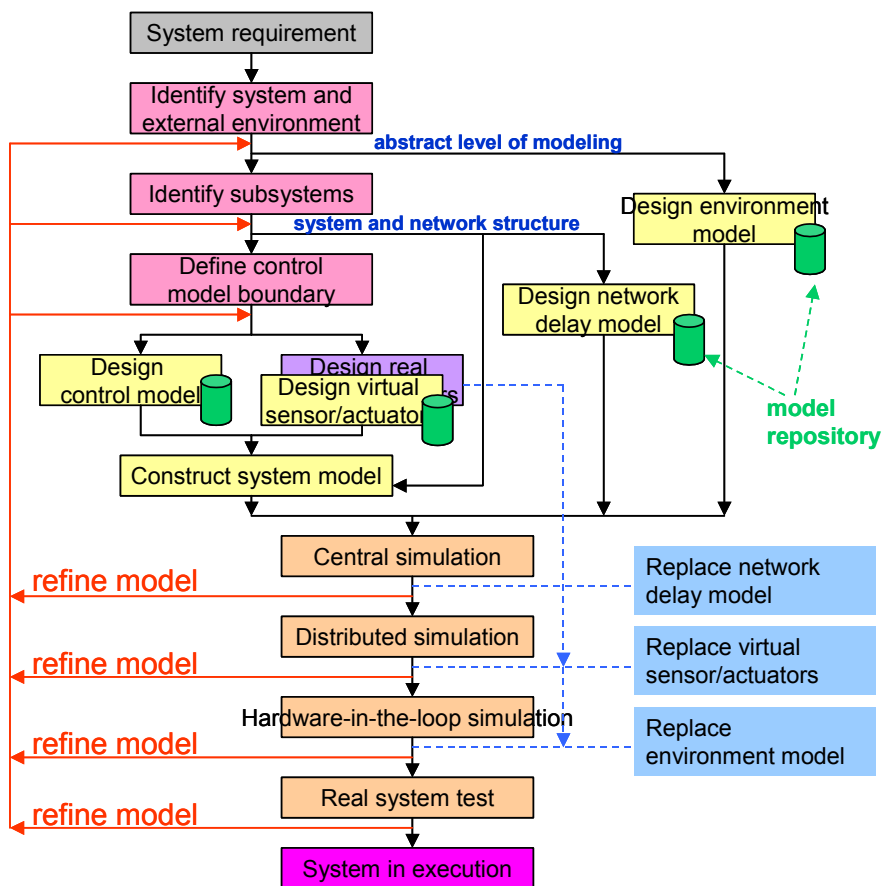 System requirement
Identify system and
external environment
abstract level of modeling
Identify subsystems
Design environment
model
system and network structure
Define control
model boundary
Design network
delay model
Design
control model
Design real
rs
Design virtual
sensor/actuators
model
repository
Construct system model
Central simulation
Replace network
delay model
refine model
Distributed simulation
Replace virtual
sensor/actuators
refine model
Hardware-in-the-loop simulation
Replace
environment model
refine model
Real system test
refine model
System in execution